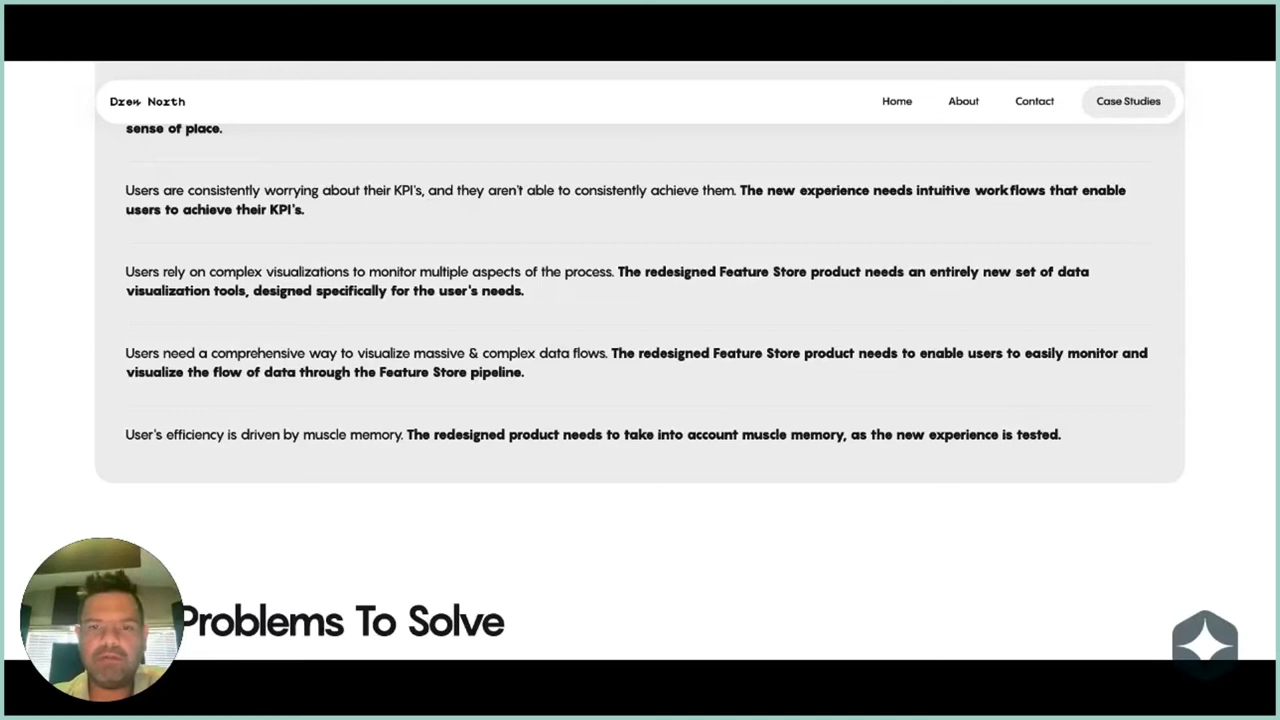 Drew North
Home
About
Contact
Case Studies
sense of place.
Users are consistently worrying about their KPI's, and they aren't able to consistently achieve them. The new experience needs intuitive workflows that enable
users to achieve their KPI's.
Users rely on complex visualizations to monitor multiple aspects of the process. The redesigned Feature Store product needs an entirely new set of data
visualization tools, designed specifically for the user's needs.
Users need a comprehensive way to visualize massive & complex data flows. The redesigned Feature Store product needs to enable users to easily monitor and
visualize the flow of data through the Feature Store pipeline.
User's efficiency is driven by muscle memory. The redesigned product needs to take into account muscle memory, as the new experience is tested.
Problems To Solve